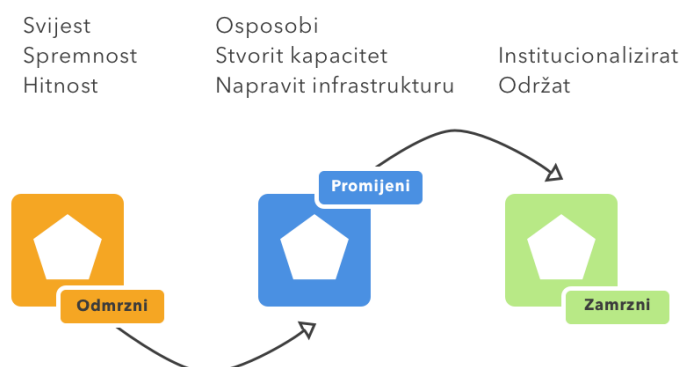 Svijest
Spremnost
Hitnost
Osposobi
Stvorit kapacitet
Napravit infrastrukturu
Institucionalizirat
Održat
Promijeni
Odmrzni
Zamrzni